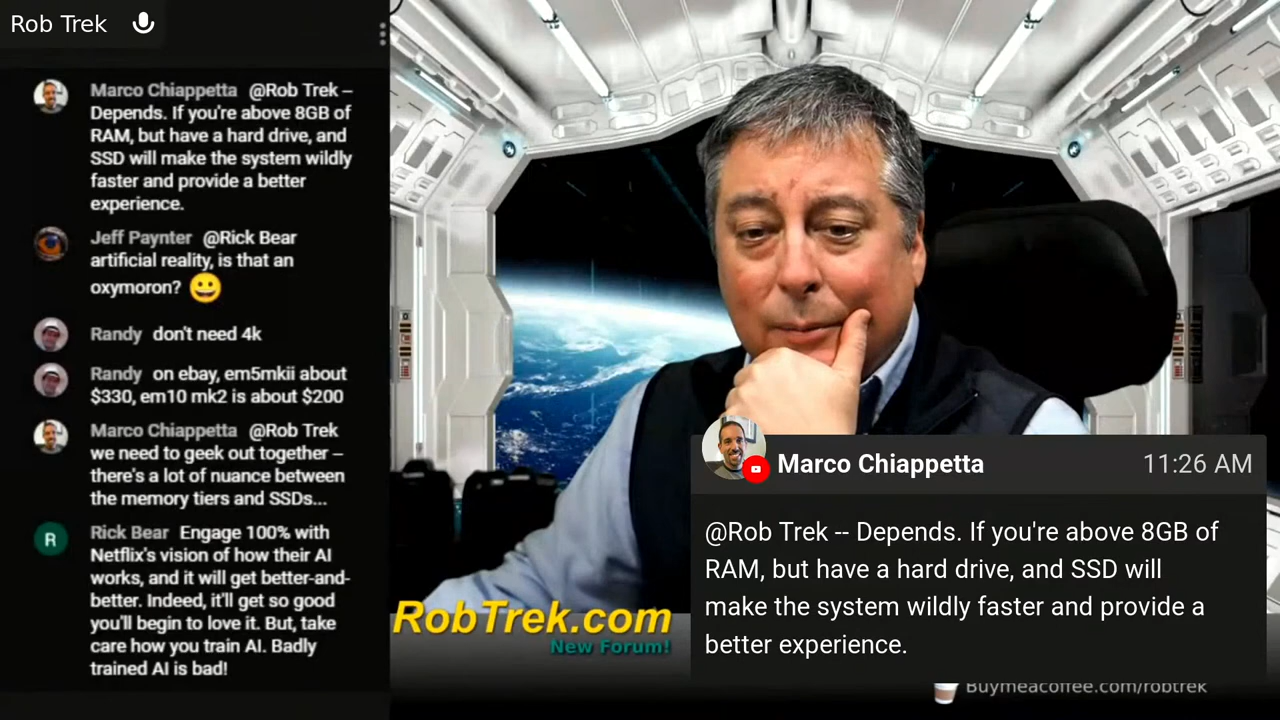 Rob Trek
Marco Chiappetta @Rob Trek –
Depends. If you're above 8GB of
RAM, but have a hard drive, and
SSD will make the system wildly
faster and provide a better
experience.
Jeff Paynter @Rick Bear
artificial reality, is that an
oxymoron? 😀
Randy don't need 4k
Randy on ebay, em5mkii about
$330, em10 mk2 is about $200
Marco Chiappetta @Rob Trek
we need to geek out together –
there's a lot of nuance between
the memory tiers and SSDs...
R
Rick Bear Engage 100% with
Netflix's vision of how their AI
works, and it will get better-and-
better. Indeed, it'll get so good
you'll begin to love it. But, take
care how you train AI. Badly
trained AI is bad!
RobTrek.com
New Forum!
Marco Chiappetta 11:26 AM
@Rob Trek -- Depends. If you're above 8GB of
RAM, but have a hard drive, and SSD will
make the system wildly faster and provide a
better experience.
Buymeacoffee.com/robtrek